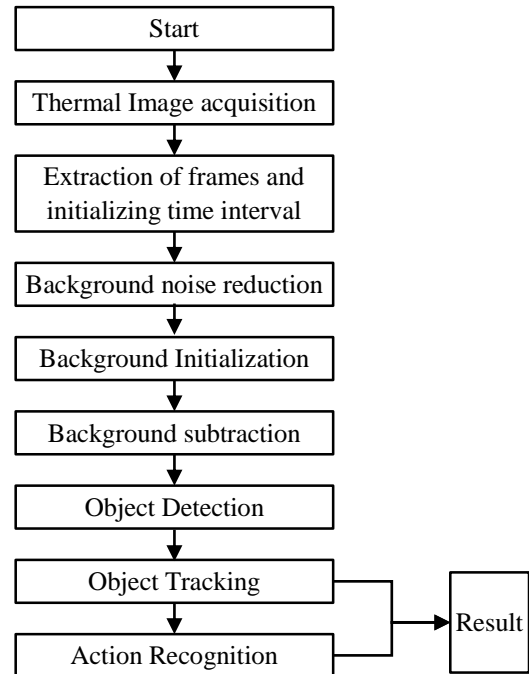 Start
Thermal Image acquisition
Extraction of frames and
initializing time interval
Background noise reduction
Background Initialization
Background subtraction
Object Detection
Object Tracking
Action Recognition
Result